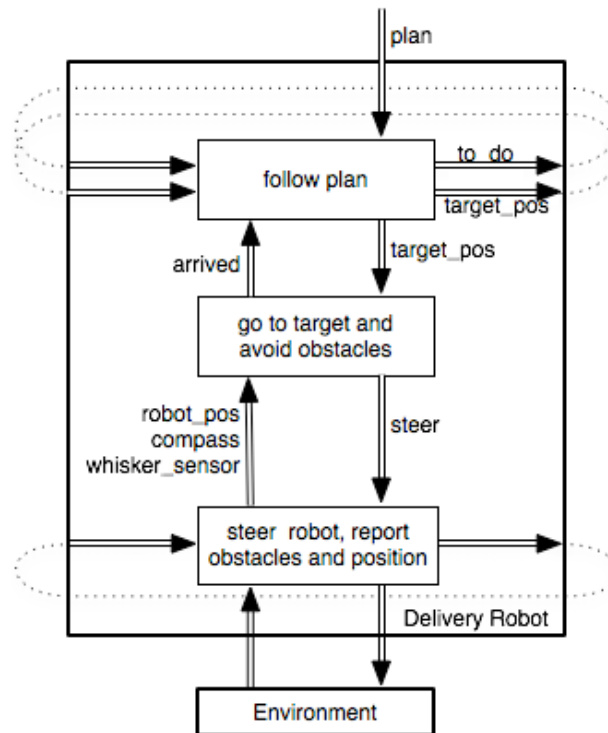 plan
to_do
follow plan
target_pos
target_pos
arrived
go to target and
avoid obstacles
robot_pos
compass
whisker_sensor
steer
steer robot, report
obstacles and position
Delivery Robot
Environment